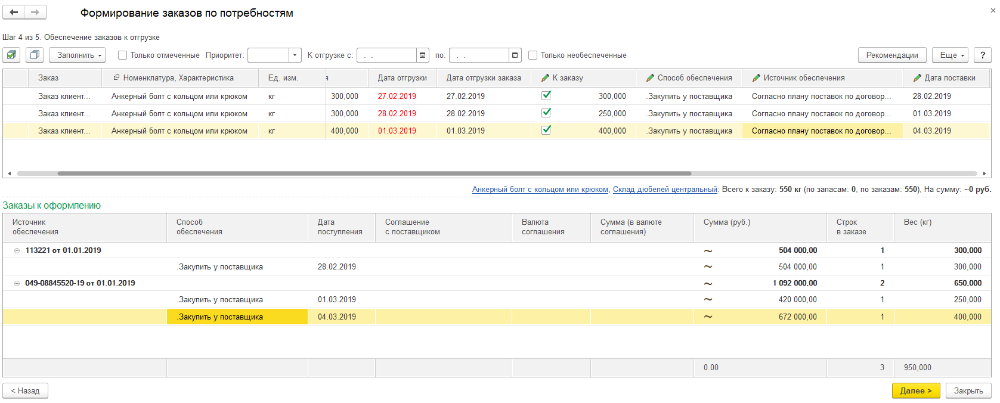 Формирование заказов по потребностям
Шаг 4 из 5. Обеспечение заказов к отгрузке
Заполнить Только отмеченные Приоритет: К отгрузке с: . . по: . . Только необеспеченные Рекомендации Еще ?
Заказ Номенклатура, Характеристика Ед. изм. Дата отгрузки Дата отгрузки заказа К заказу Способ обеспечения Источник обеспечения Дата поставки
Заказ клиент... Анкерный болт с кольцом или крюком кг 300,000 27.02.2019 27.02.2019 300,000 .Закупить у поставщика Согласно плану поставок по договор... 28.02.2019
Заказ клиент... Анкерный болт с кольцом или крюком кг 300,000 28.02.2019 28.02.2019 250,000 .Закупить у поставщика Согласно плану поставок по договор... 01.03.2019
Заказ клиент... Анкерный болт с кольцом или крюком кг 400,000 01.03.2019 01.03.2019 400,000 .Закупить у поставщика Согласно плану поставок по договор... 04.03.2019
Анкерный болт с кольцом или крюком, Склад дюбелей центральный: Всего к заказу: 550 кг (по запасам: 0, по заказам: 550), На сумму: ~0 руб.
Заказы к оформлению
Источник Способ Дата Соглашение Валюта Сумма (в валюте Сумма (руб.) Строк Вес (кг)
обеспечения обеспечения поступления с поставщиком соглашения соглашения) в заказе
113221 от 01.01.2019 ~ 504 000,00 1 300,000
.Закупить у поставщика 28.02.2019 ~ 504 000,00 1 300,000
049-08845520-19 от 01.01.2019 ~ 1 092 000,00 2 650,000
.Закупить у поставщика 01.03.2019 ~ 420 000,00 1 250,000
.Закупить у поставщика 04.03.2019 ~ 672 000,00 1 400,000
0.00 3 950,000
< Назад Далее > Закрыть